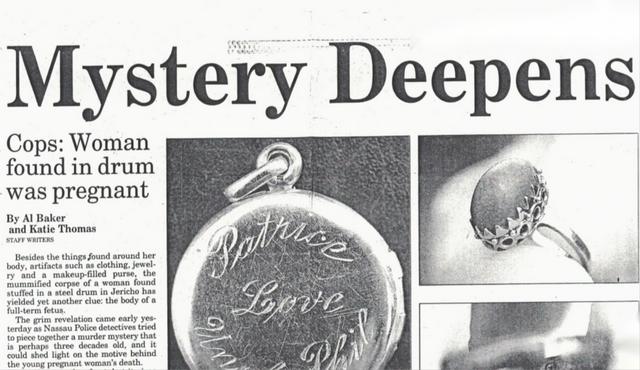 Mystery Deepens
Cops: Woman
found in drum
was pregnant
By Al Baker
and Katie Thomas
STAFF WRITERS
Besides the things found around her
body, artifacts such as clothing, jewel-
ry and a makeup-filled purse, the
mummified corpse of a woman found
stuffed in a steel drum in Jericho has
yielded yet another clue: the body of a
full-term fetus.
The grim revelation came early yes-
terday as Nassau Police detectives tried
to piece together a murder mystery that
is perhaps three decades old, and it
could shed light on the motive behind
the young pregnant woman's death.
Patrice
Love
Phil